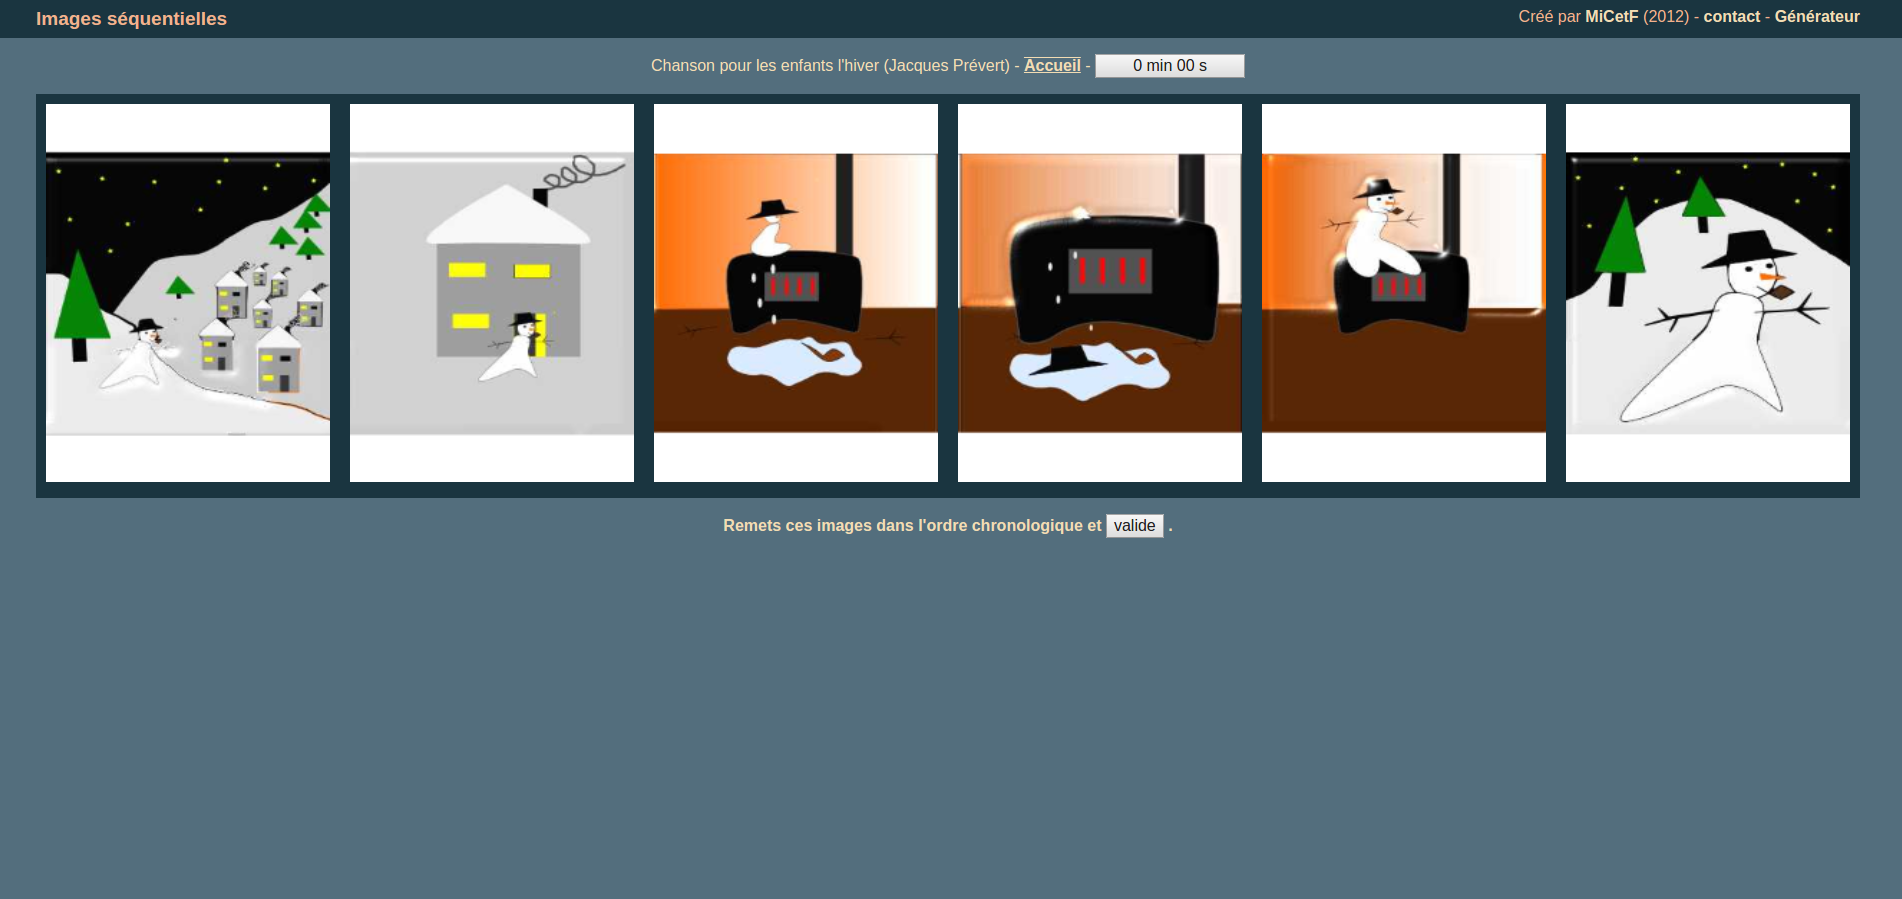 Images séquentielles
Créé par MiCetF (2012) - contact - Générateur
Chanson pour les enfants l'hiver (Jacques Prévert) - Accueil - 0 min 00 s
Remets ces images dans l'ordre chronologique et valide .